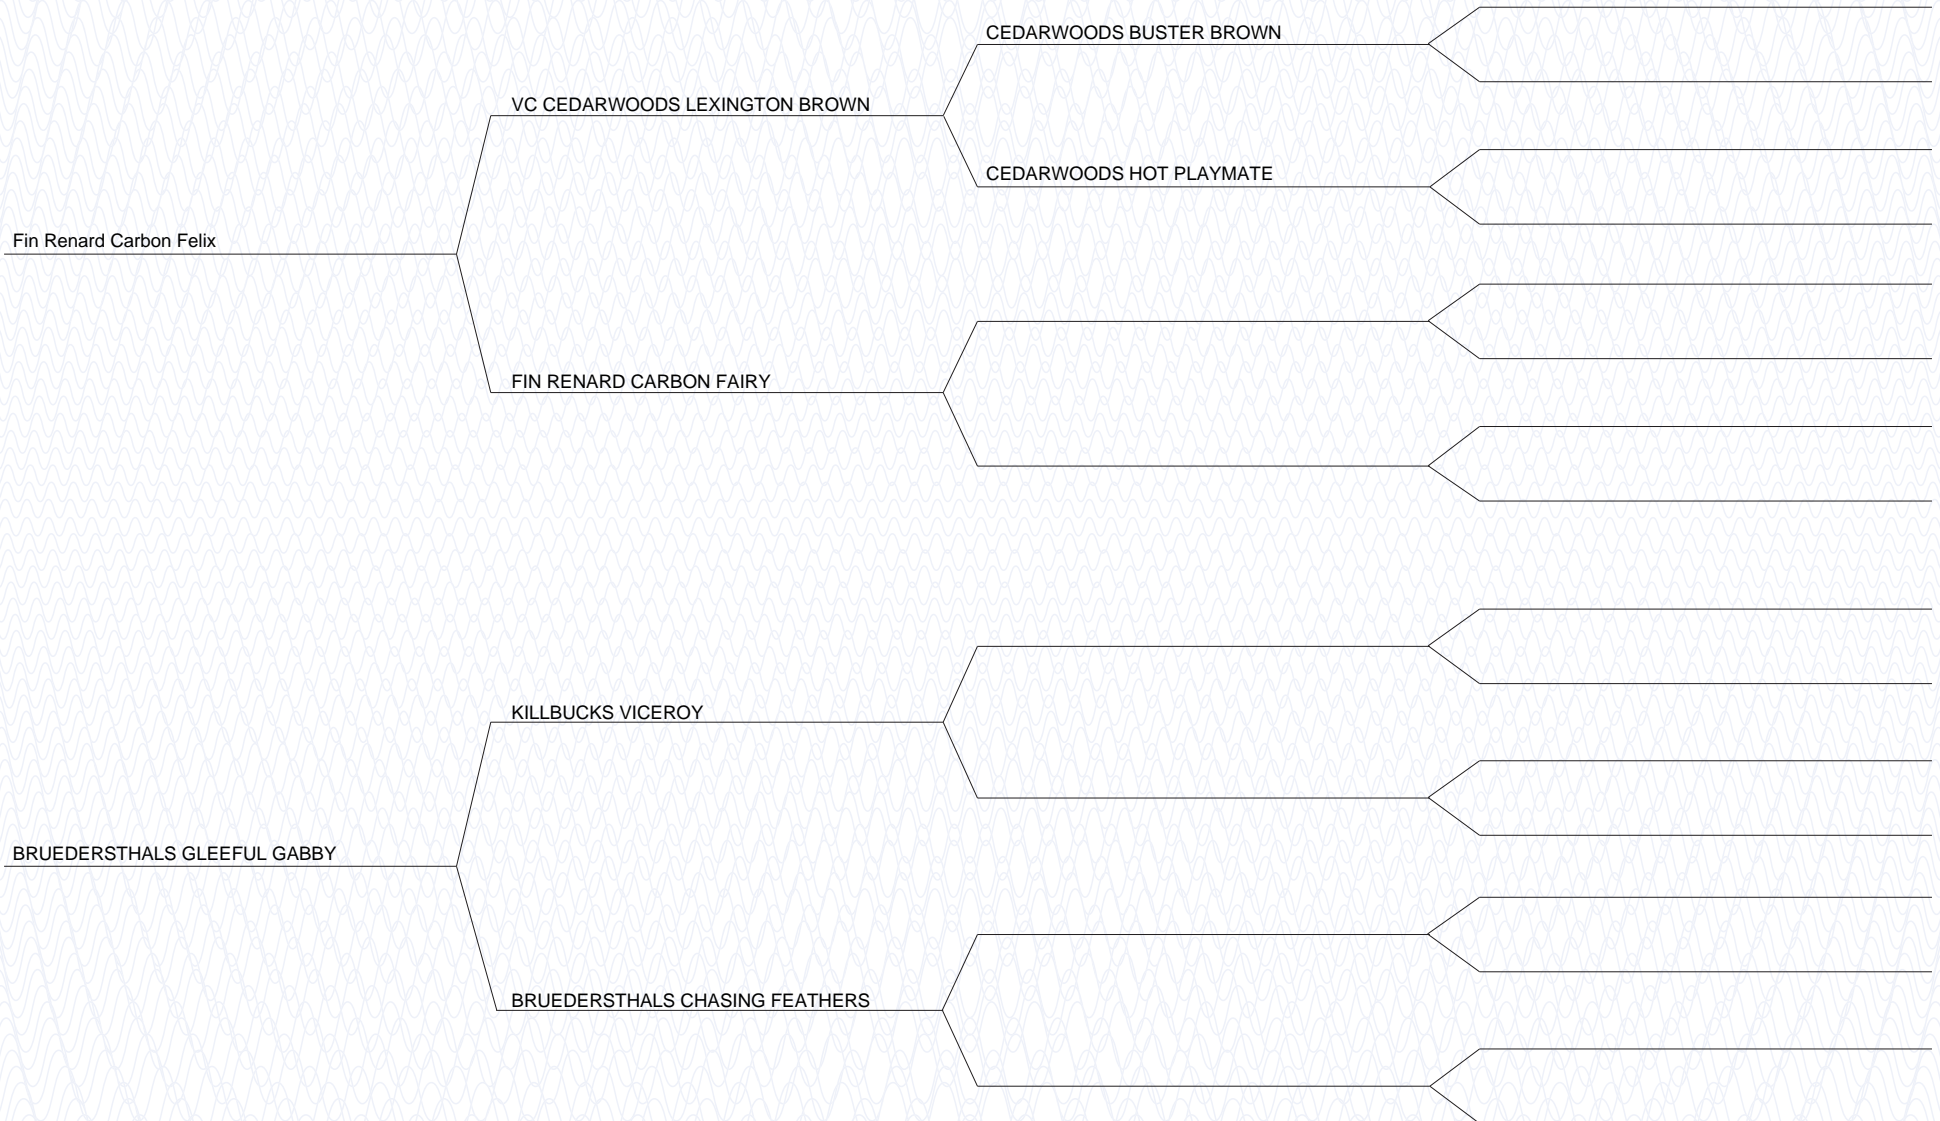 CEDARWOODS BUSTER BROWN
VC CEDARWOODS LEXINGTON BROWN
CEDARWOODS HOT PLAYMATE
Fin Renard Carbon Felix
FIN RENARD CARBON FAIRY
KILLBUCKS VICEROY
BRUEDERSTHALS GLEEFUL GABBY
BRUEDERSTHALS CHASING FEATHERS